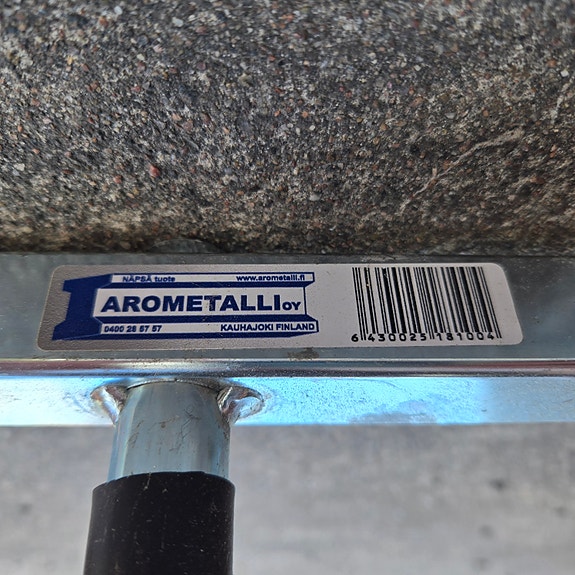 NÄPSÄ tuote www.arometalli.fi
AROMETALLI OY
0400 28 57 57 KAUHAJOKI FINLAND
6 430025 181004